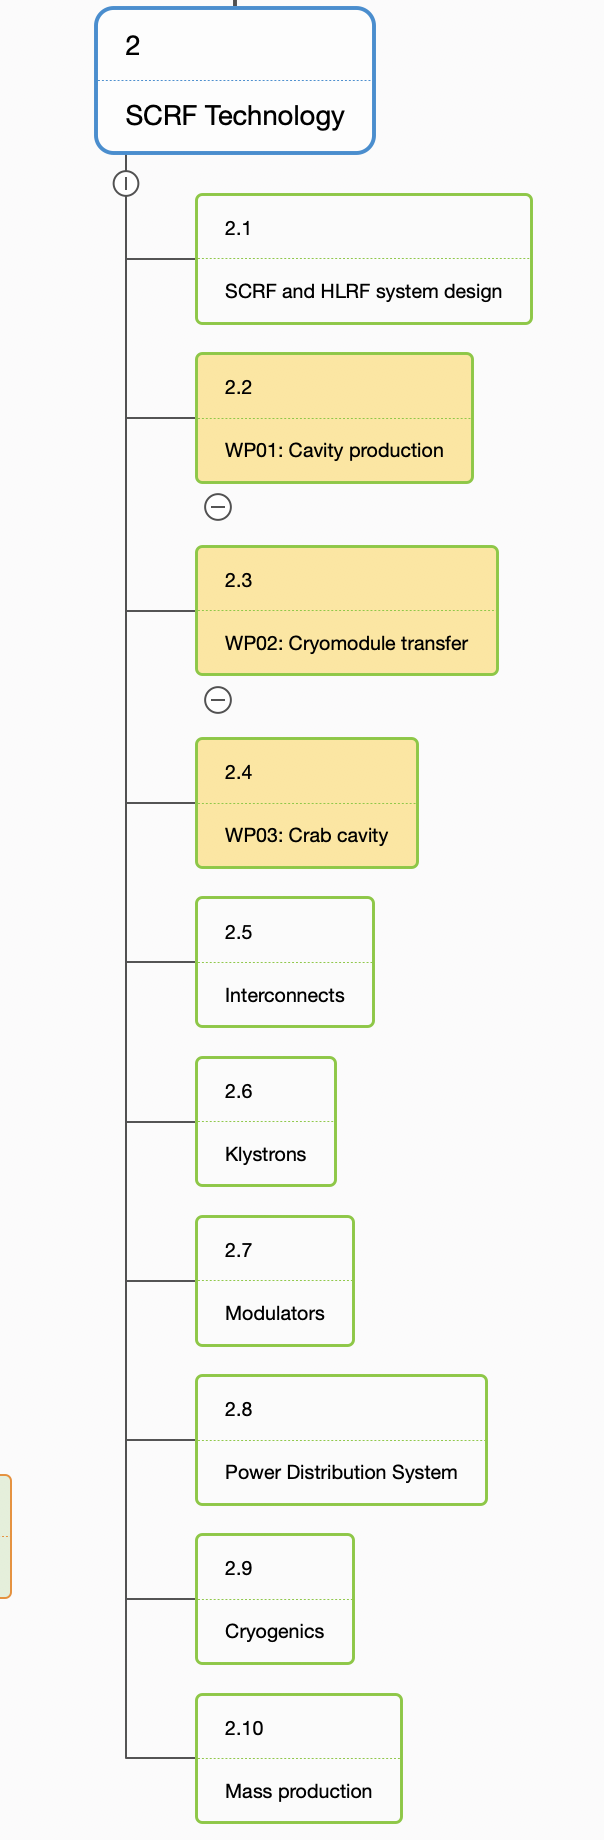 2
SCRF Technology
2.1
SCRF and HLRF system design
2.2
WP01: Cavity production
2.3
WP02: Cryomodule transfer
2.4
WP03: Crab cavity
2.5
Interconnects
2.6
Klystrons
2.7
Modulators
2.8
Power Distribution System
2.9
Cryogenics
2.10
Mass production